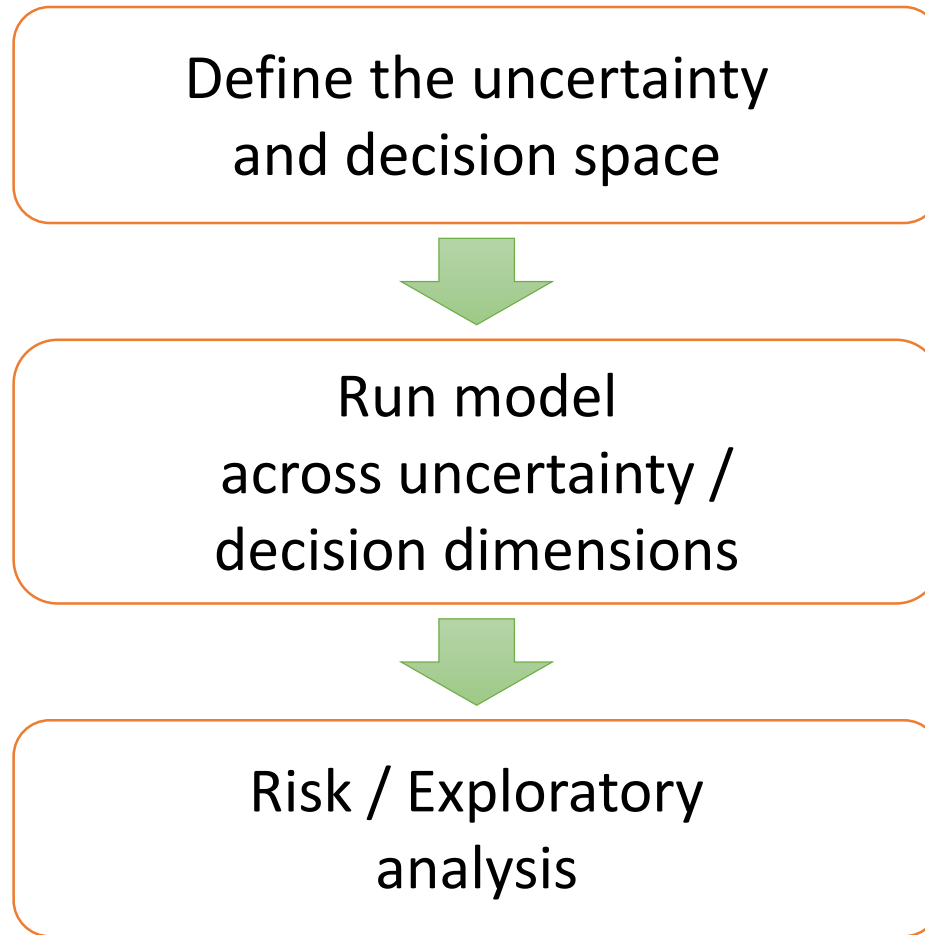 Define the uncertainty
and decision space
Run model
across uncertainty /
decision dimensions
Risk / Exploratory
analysis